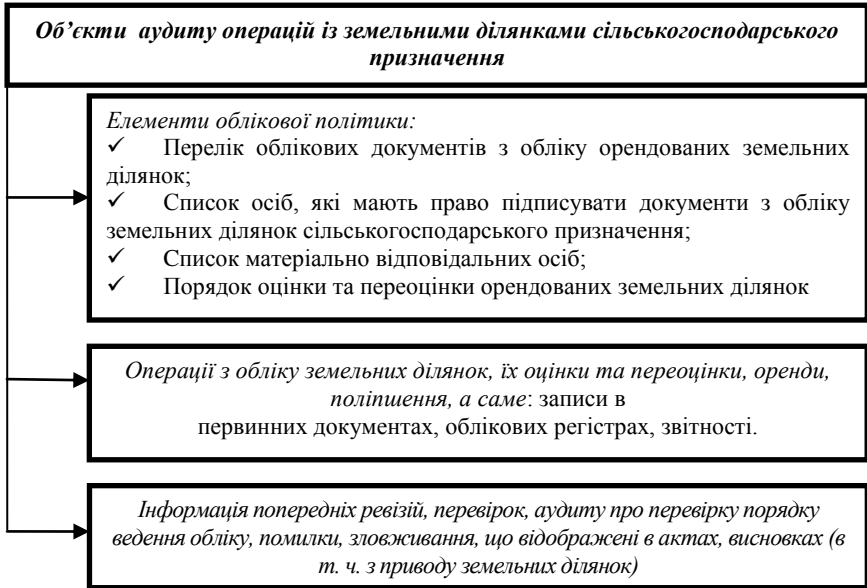 Об’єкти аудиту операцій із земельними ділянками сільськогосподарського
призначення
Елементи облікової політики:
✓ Перелік облікових документів з обліку орендованих земельних
ділянок;
✓ Список осіб, які мають право підписувати документи з обліку
земельних ділянок сільськогосподарського призначення;
✓ Список матеріально відповідальних осіб;
✓ Порядок оцінки та переоцінки орендованих земельних ділянок
Операції з обліку земельних ділянок, їх оцінки та переоцінки, оренди,
поліпшення, а саме: записи в
первинних документах, облікових регістрах, звітності.
Інформація попередніх ревізій, перевірок, аудиту про перевірку порядку
ведення обліку, помилки, зловживання, що відображені в актах, висновках (в
т. ч. з приводу земельних ділянок)